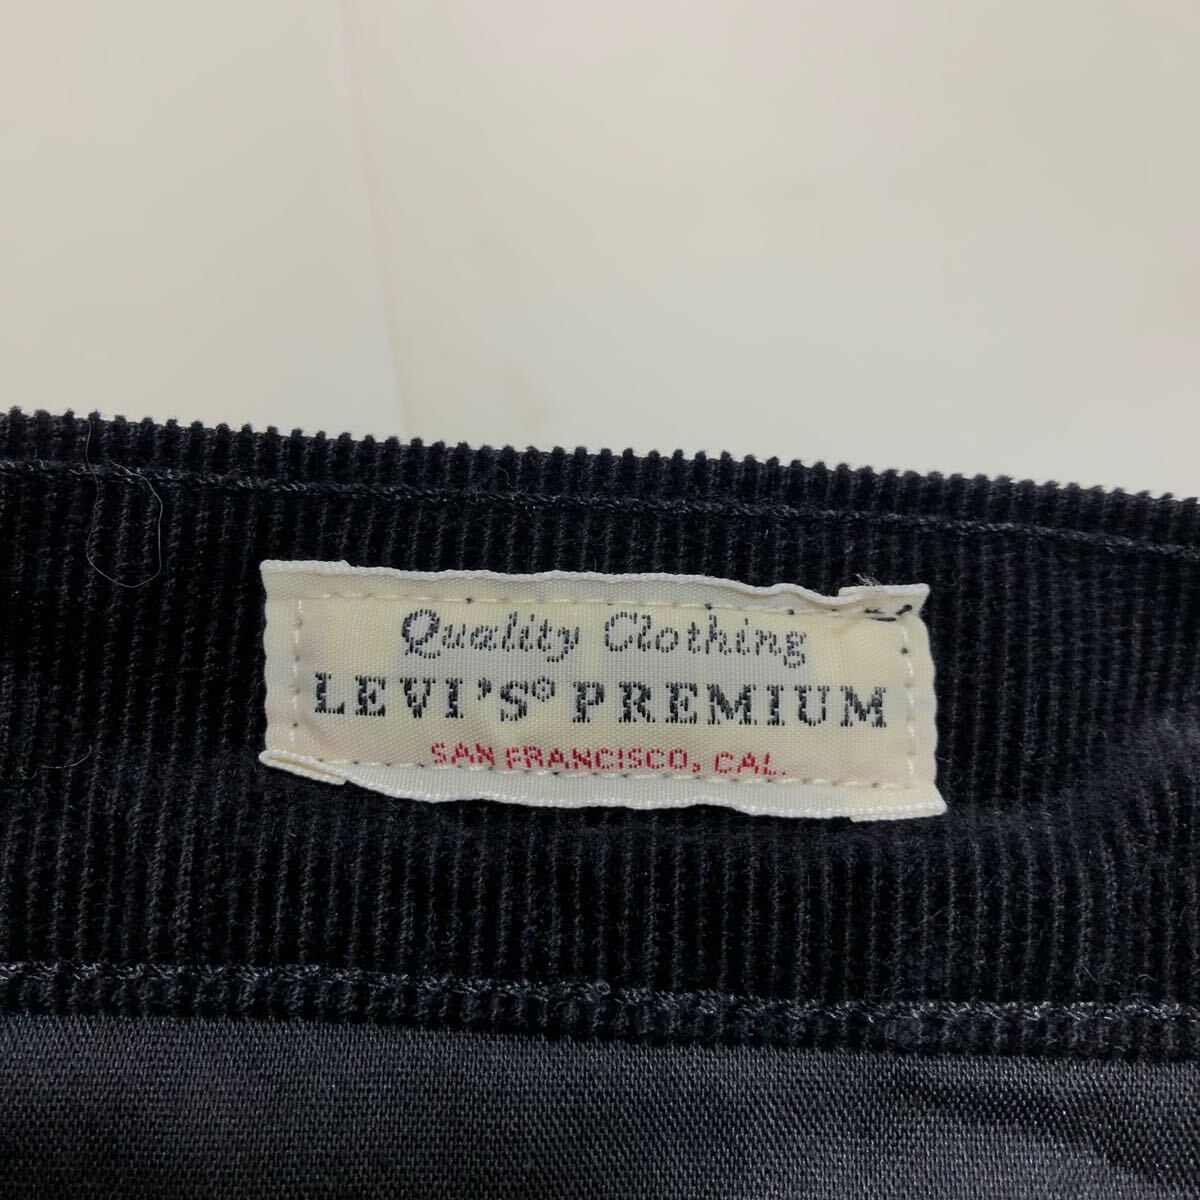 Quality Clothing
LEVI'S® PREMIUM
SAN FRANCISCO, CAL.